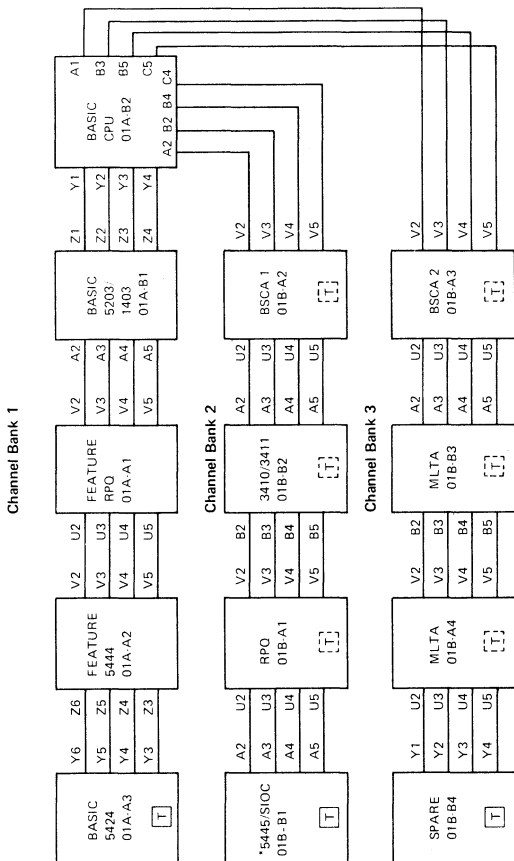 Channel Bank 1
BASIC
5424
01A-A3
T
Y6 Z6
Y5 Z5
Y4 Z4
Y3 Z3
FEATURE
5444
01A-A2
V2 U2
V3 U3
V4 U4
V5 U5
FEATURE
RPQ
01A-A1
V2 A2
V3 A3
V4 A4
V5 A5
BASIC
5203/
1403
01A-B1
Z1 Y1
Z2 Y2
Z3 Y3
Z4 Y4
BASIC
CPU
01A-B2
A1
B3
B5
C5
A2 B2 B4 C4
Channel Bank 2
*5445/SIOC
01B-B1
T
A2 U2
A3 U3
A4 U4
A5 U5
RPQ
01B-A1
T
V2 B2
V3 B3
V4 B4
V5 B5
3410/3411
01B-B2
T
A2 U2
A3 U3
A4 U4
A5 U5
BSCA 1
01B-A2
T
V2
V3
V4
V5
Channel Bank 3
SPARE
01B-B4
T
Y1 U2
Y2 U3
Y3 U4
Y4 U5
MLTA
01B-A4
T
V2 B2
V3 B3
V4 B4
V5 B5
MLTA
01B-B3
T
A2 U2
A3 U3
A4 U4
A5 U5
BSCA 2
01B-A3
T
V2
V3
V4
V5